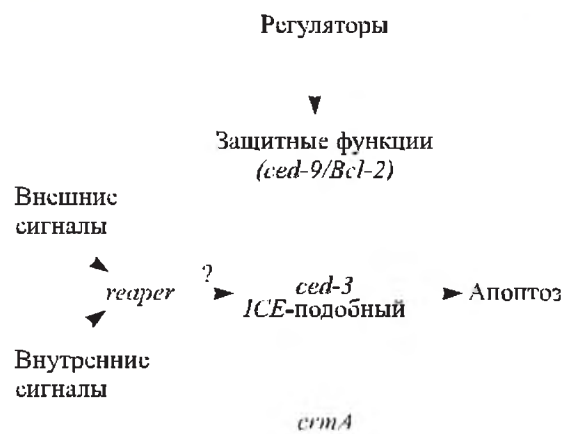 Регуляторы
Защитные функции
(ced-9/Bcl-2)
Внешние
сигналы
?
reaper
ced-3
ICE-подобный
Апоптоз
Внутренние
сигналы
crmA